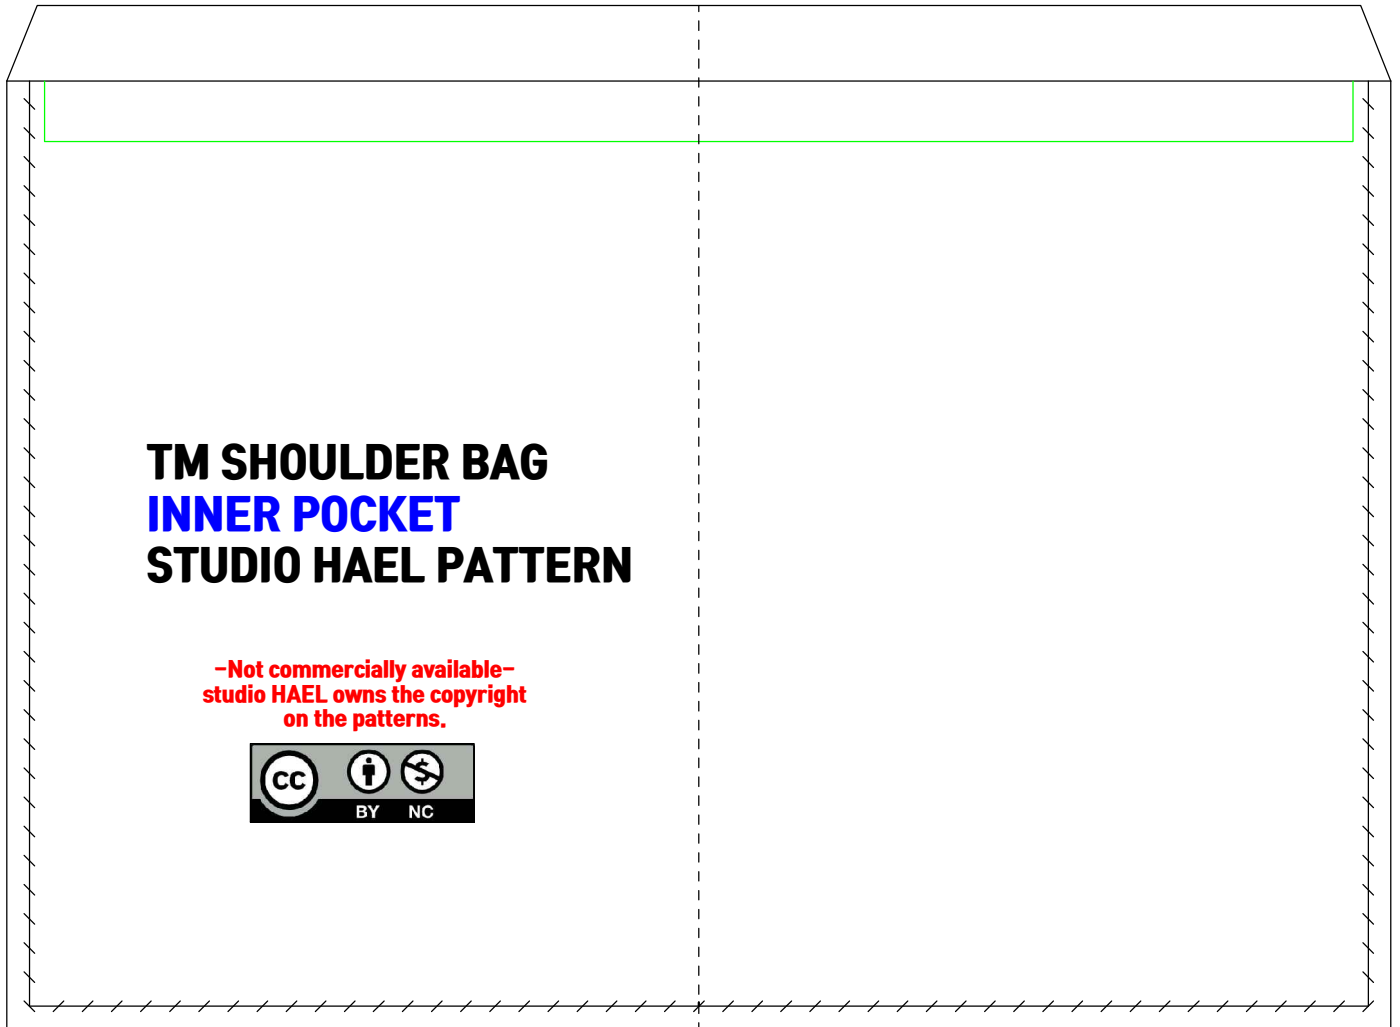 TM SHOULDER BAG
INNER POCKET
STUDIO HAEL PATTERN
-Not commercially available-
studio HAEL owns the copyright
on the patterns.
CC
BY NC